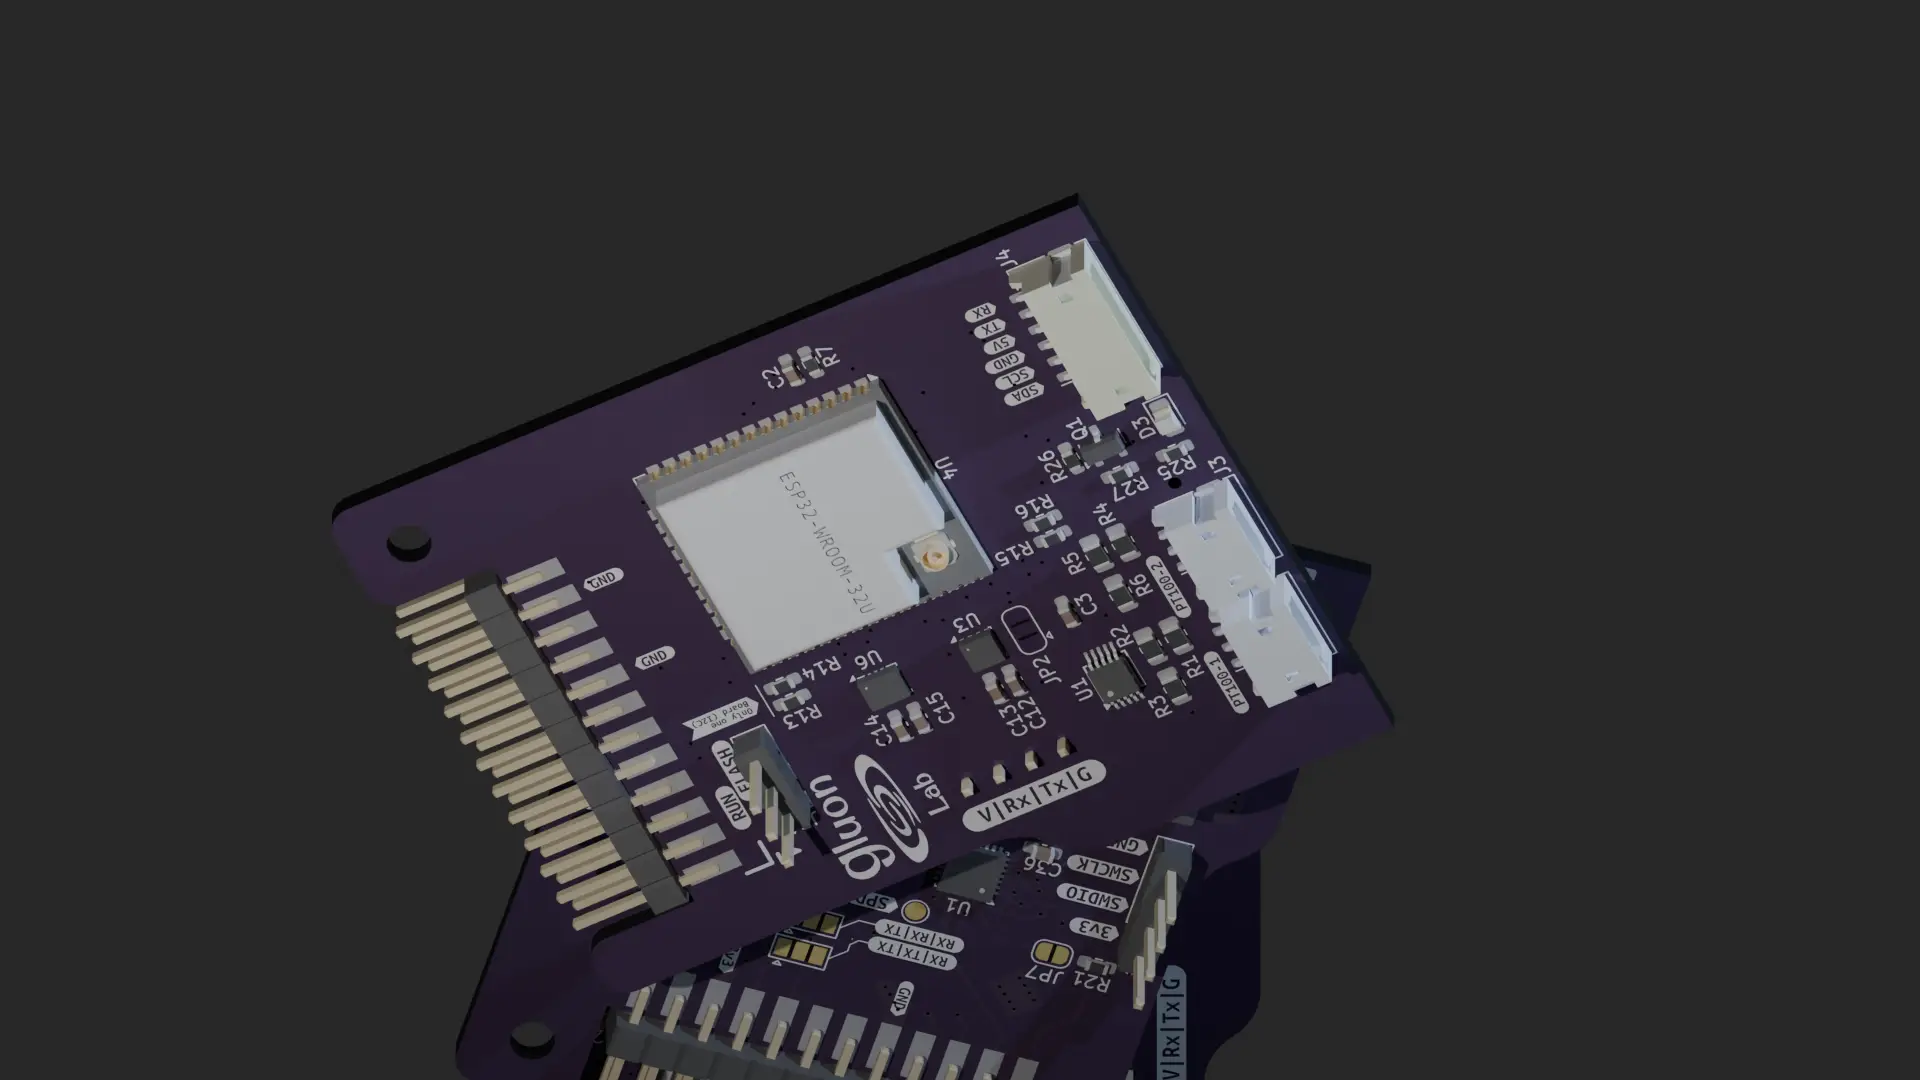 J4
RX
TX
5V
GND
SCL
SDA
C2
R7
U4
ESP32-WROOM-32U
Q1
D3
R26
R27
R25
J3
R16
R15
R4
R5
R6
PT100-2
C3
GND
GND
U3
JP2
R2
R1
U1
R3
PT100-1
R14
R13
U6
C14
C15
C13
C12
Only one
Board (I2C)
FLASH
RUN
gluon
Lab
V|Rx|Tx|G
C36
U1
GND
SWCLK
SWDIO
3V3
RX|RX|TX
RX|TX|TX
JP7
R21
GND
V|Rx|Tx|G